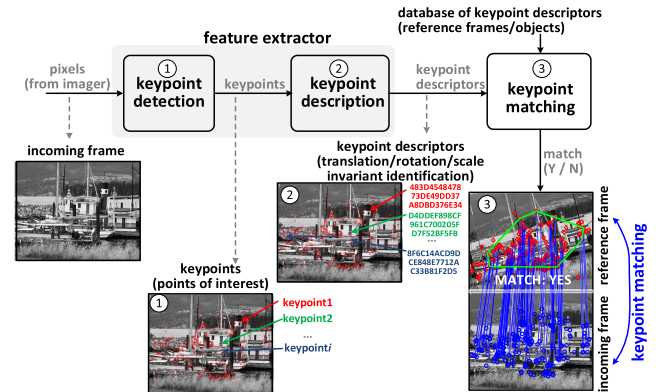 database of keypoint descriptors
(reference frames/objects)
feature extractor
pixels
(from imager)
1
keypoint
detection
keypoints
2
keypoint
description
keypoint
descriptors
3
keypoint
matching
incoming frame
keypoint descriptors
(translation/rotation/scale
invariant identification)
match
(Y / N)
2
483D4548478
73DE49DD37
A8DBD376E34
D4DDEF898CF
961C700205F
D7F52BF5FB
...
8F6C14ACD9D
CE848E7712A
C33B81F2D5
3
MATCH: YES
reference frame
incoming frame
keypoint matching
keypoints
(points of interest)
1
keypoint1
keypoint2
...
keypointi